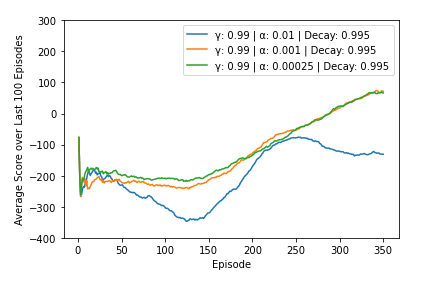 300
200
100
0
−100
−200
−300
−400
Average Score over Last 100 Episodes
γ: 0.99 | α: 0.01 | Decay: 0.995
γ: 0.99 | α: 0.001 | Decay: 0.995
γ: 0.99 | α: 0.00025 | Decay: 0.995
0 50 100 150 200 250 300 350
Episode